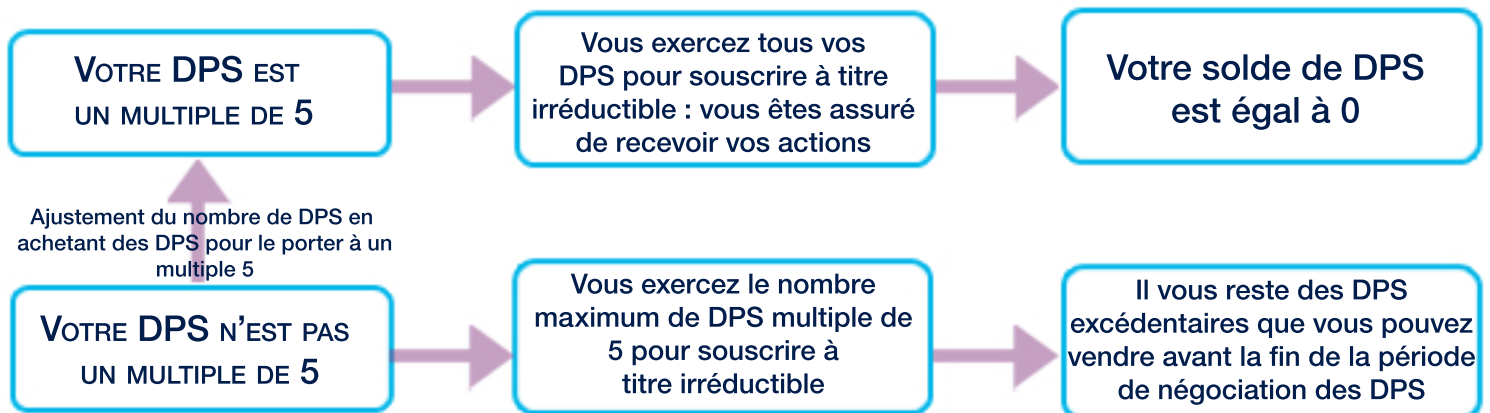 VOTRE DPS EST
UN MULTIPLE DE 5
Vous exercez tous vos
DPS pour souscrire à titre
irréductible : vous êtes assuré
de recevoir vos actions
Votre solde de DPS
est égal à 0
Ajustement du nombre de DPS en
achetant des DPS pour le porter à un
multiple 5
VOTRE DPS N’EST PAS
UN MULTIPLE DE 5
Vous exercez le nombre
maximum de DPS multiple de
5 pour souscrire à
titre irréductible
Il vous reste des DPS
excédentaires que vous pouvez
vendre avant la fin de la période
de négociation des DPS